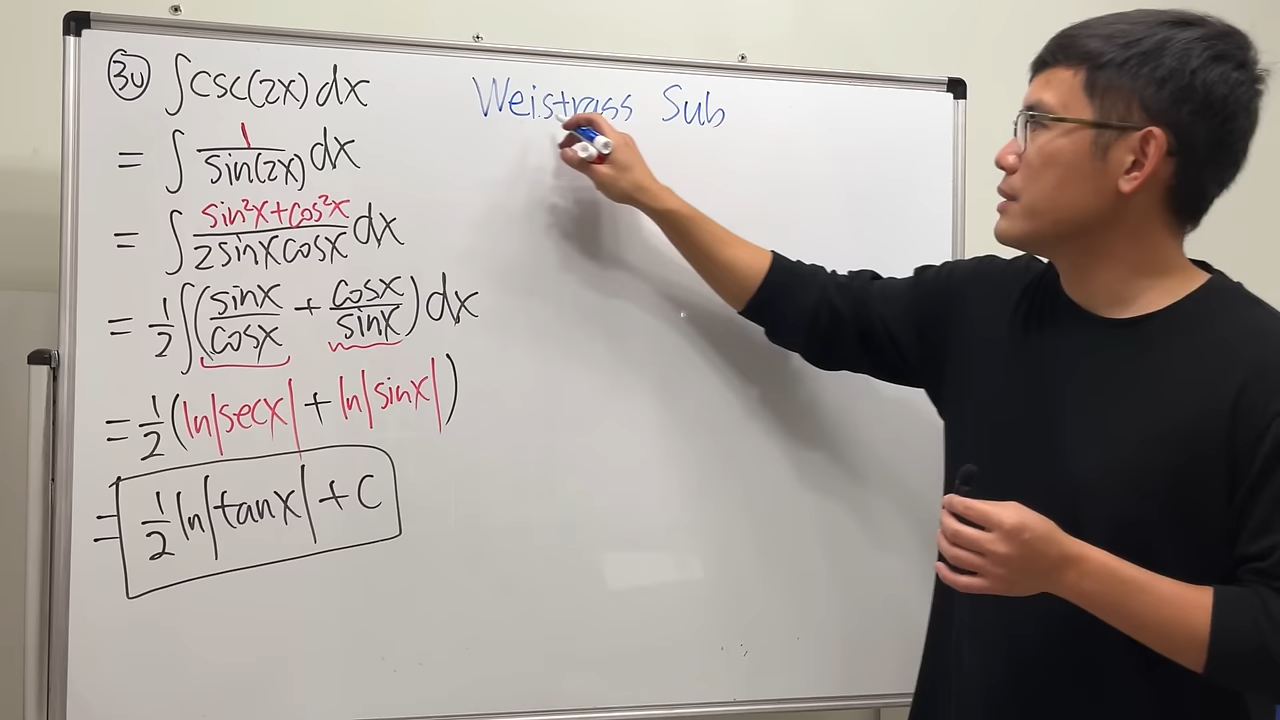 30 ∫csc(2x)dx
= ∫ 1/sin(2x) dx
= ∫ sin²x+cos²x/2sinxcosx dx
= 1/2 ∫(sinx/cosx + cosx/sinx)dx
= 1/2(ln|secx| + ln|sinx|)
= 1/2 ln|tanx| + C
Weistrass Sub